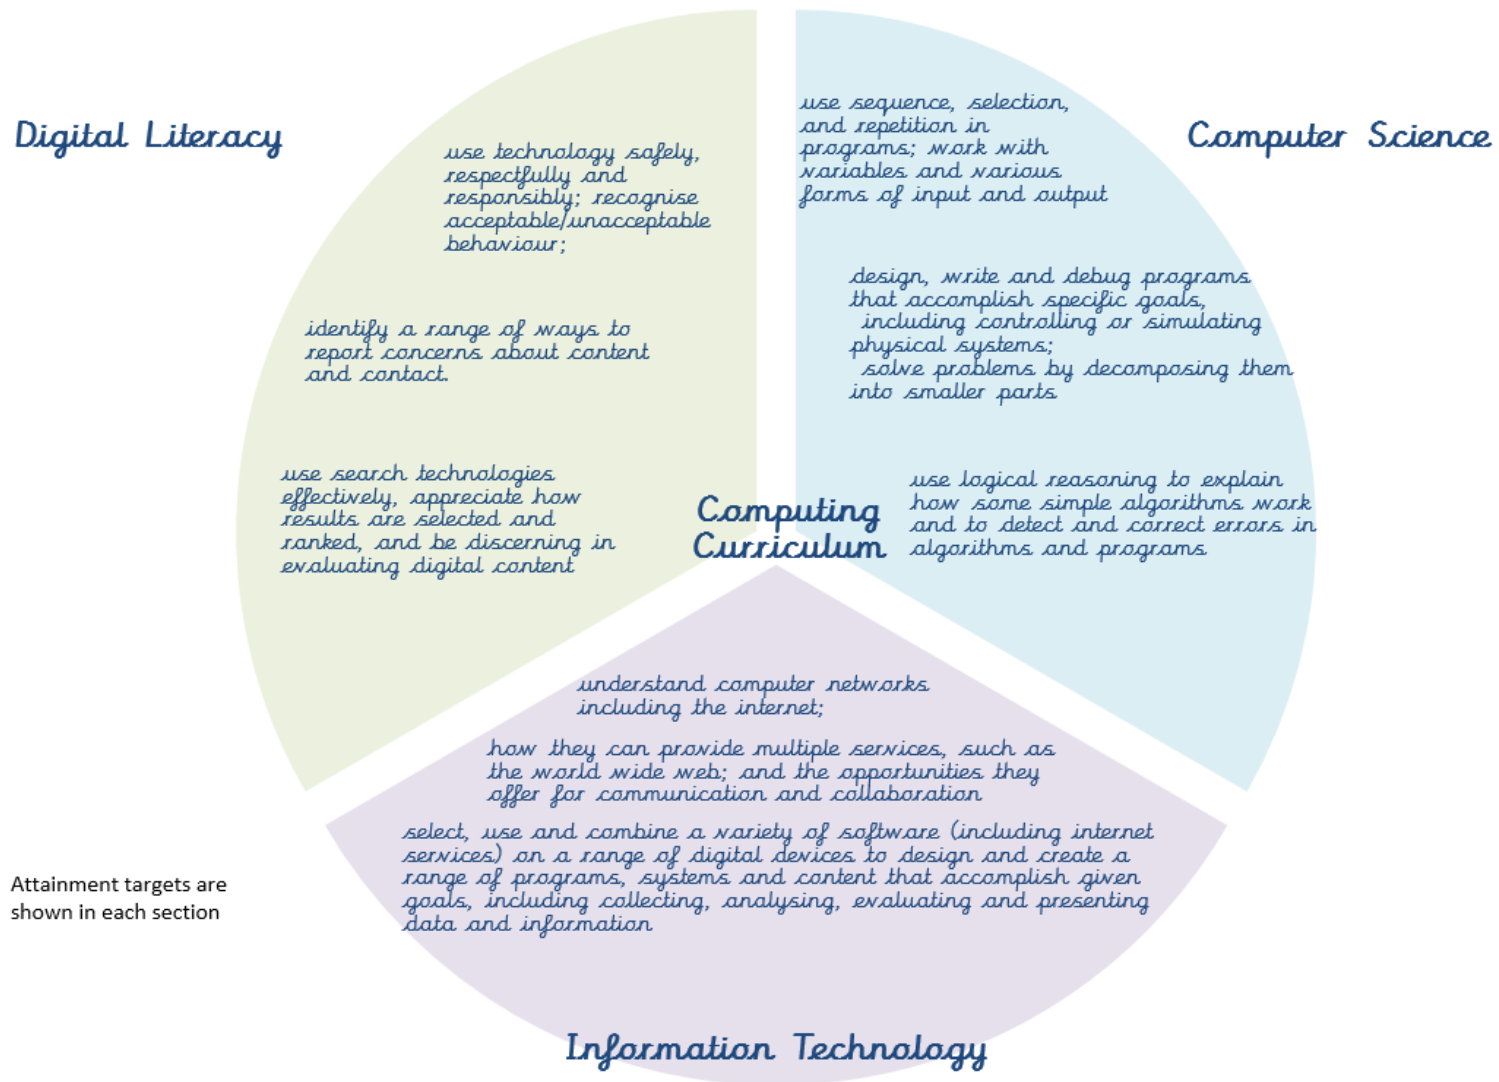 Digital Literacy
use technology safely,
respectfully and
responsibly; recognise
acceptable/unacceptable
behaviour;
identify a range of ways to
report concerns about content
and contact.
use search technologies
effectively, appreciate how
results are selected and
ranked, and be discerning in
evaluating digital content
Computer Science
use sequence, selection,
and repetition in
programs; work with
variables and various
forms of input and output
design, write and debug programs
that accomplish specific goals,
including controlling or simulating
physical systems;
solve problems by decomposing them
into smaller parts
use logical reasoning to explain
how some simple algorithms work
and to detect and correct errors in
algorithms and programs
Computing
Curriculum
understand computer networks
including the internet;
how they can provide multiple services, such as
the world wide web; and the opportunities they
offer for communication and collaboration
select, use and combine a variety of software (including internet
services) on a range of digital devices to design and create a
range of programs, systems and content that accomplish given
goals, including collecting, analysing, evaluating and presenting
data and information
Information Technology
Attainment targets are
shown in each section